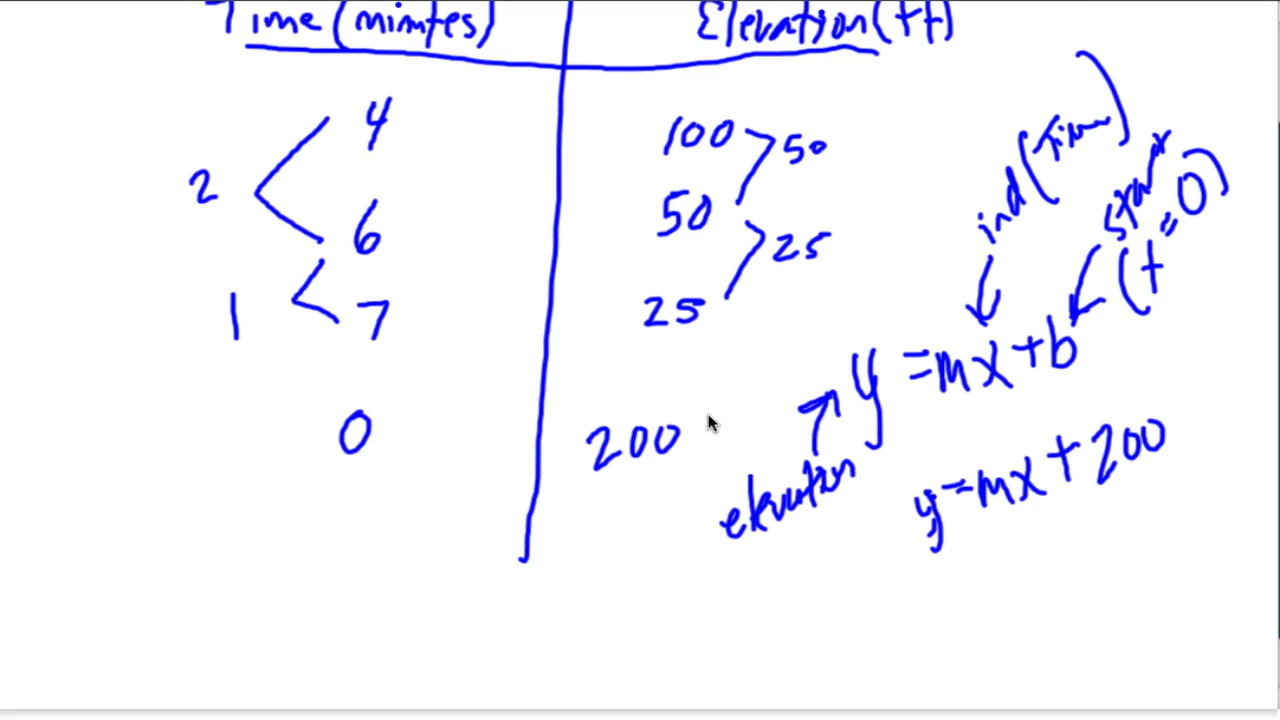 Time (mimtes) Elevation (ft)
4 100
50
2
6 50
25
1 7 25
ind (Time)
start
(t=0)
y = mx + b
0 200
elevation
y = mx + 200